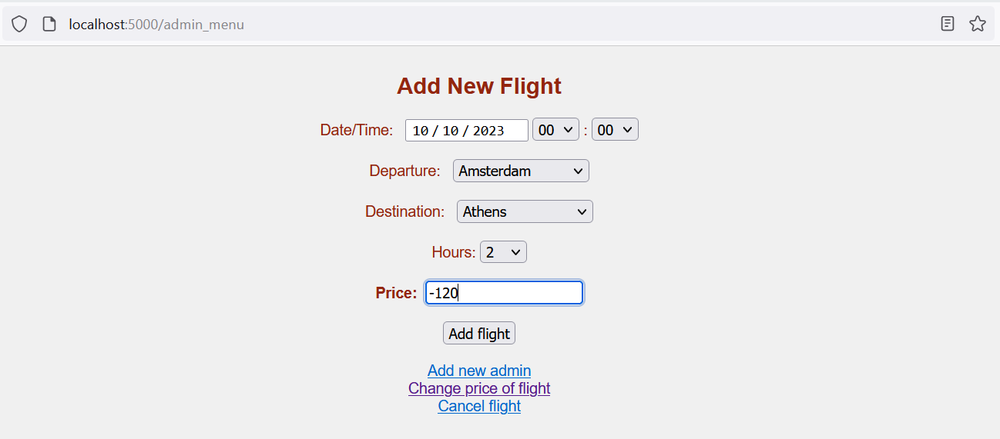 localhost:5000/admin_menu
Add New Flight
Date/Time: 10 / 10 / 2023 00 : 00
Departure: Amsterdam
Destination: Athens
Hours: 2
Price: -120
Add flight
Add new admin
Change price of flight
Cancel flight